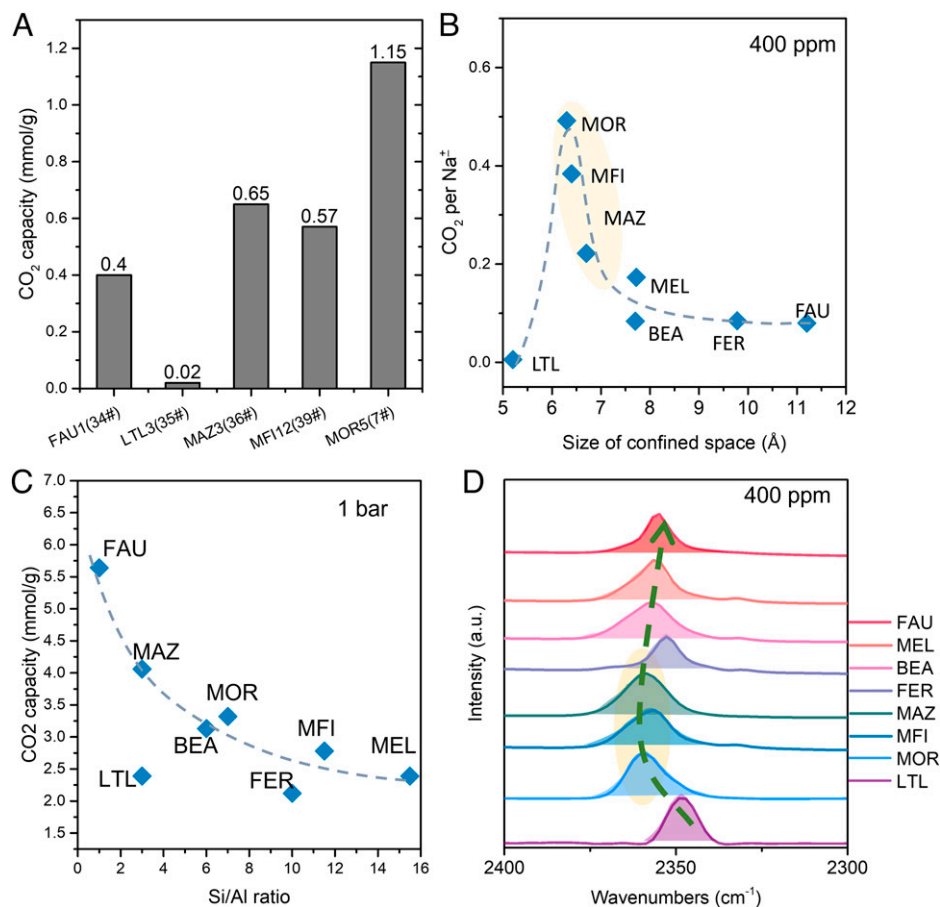 A
CO₂ capacity (mmol/g)
1.2
1.0
0.8
0.6
0.4
0.2
0.0
0.4
0.02
0.65
0.57
1.15
FAU1(34#)
LTL3(35#)
MAZ3(36#)
MFI12(39#)
MOR5(7#)
B
400 ppm
CO₂ per Na±
0.6
0.4
0.2
0.0
MOR
MFI
MAZ
MEL
BEA
FER
FAU
LTL
5 6 7 8 9 10 11 12
Size of confined space (Å)
C
1 bar
CO2 capacity (mmol/g)
7.0
6.5
6.0
5.5
5.0
4.5
4.0
3.5
3.0
2.5
2.0
1.5
FAU
MAZ
MOR
BEA
MFI
MEL
LTL
FER
0 2 4 6 8 10 12 14 16
Si/Al ratio
D
400 ppm
Intensity (a.u.)
FAU
MEL
BEA
FER
MAZ
MFI
MOR
LTL
2400 2350 2300
Wavenumbers (cm⁻¹)